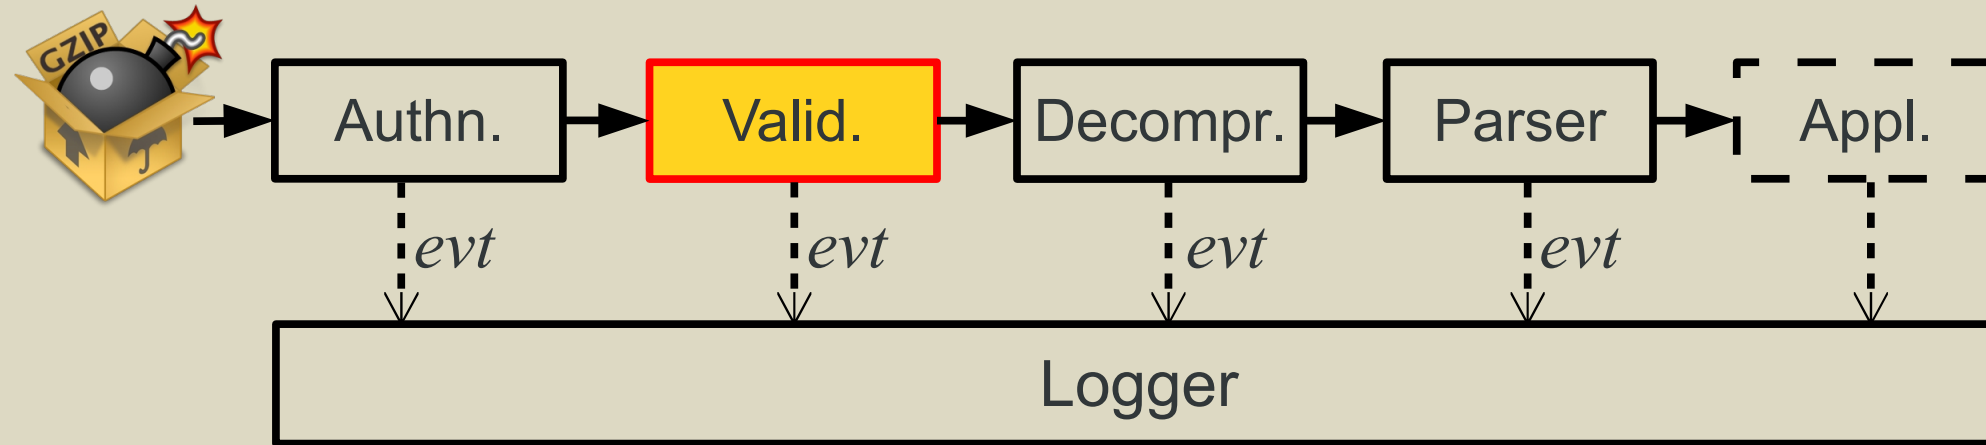 GZIP
Authn.
Valid.
Decompr.
Parser
Appl.
evt
evt
evt
evt
Logger